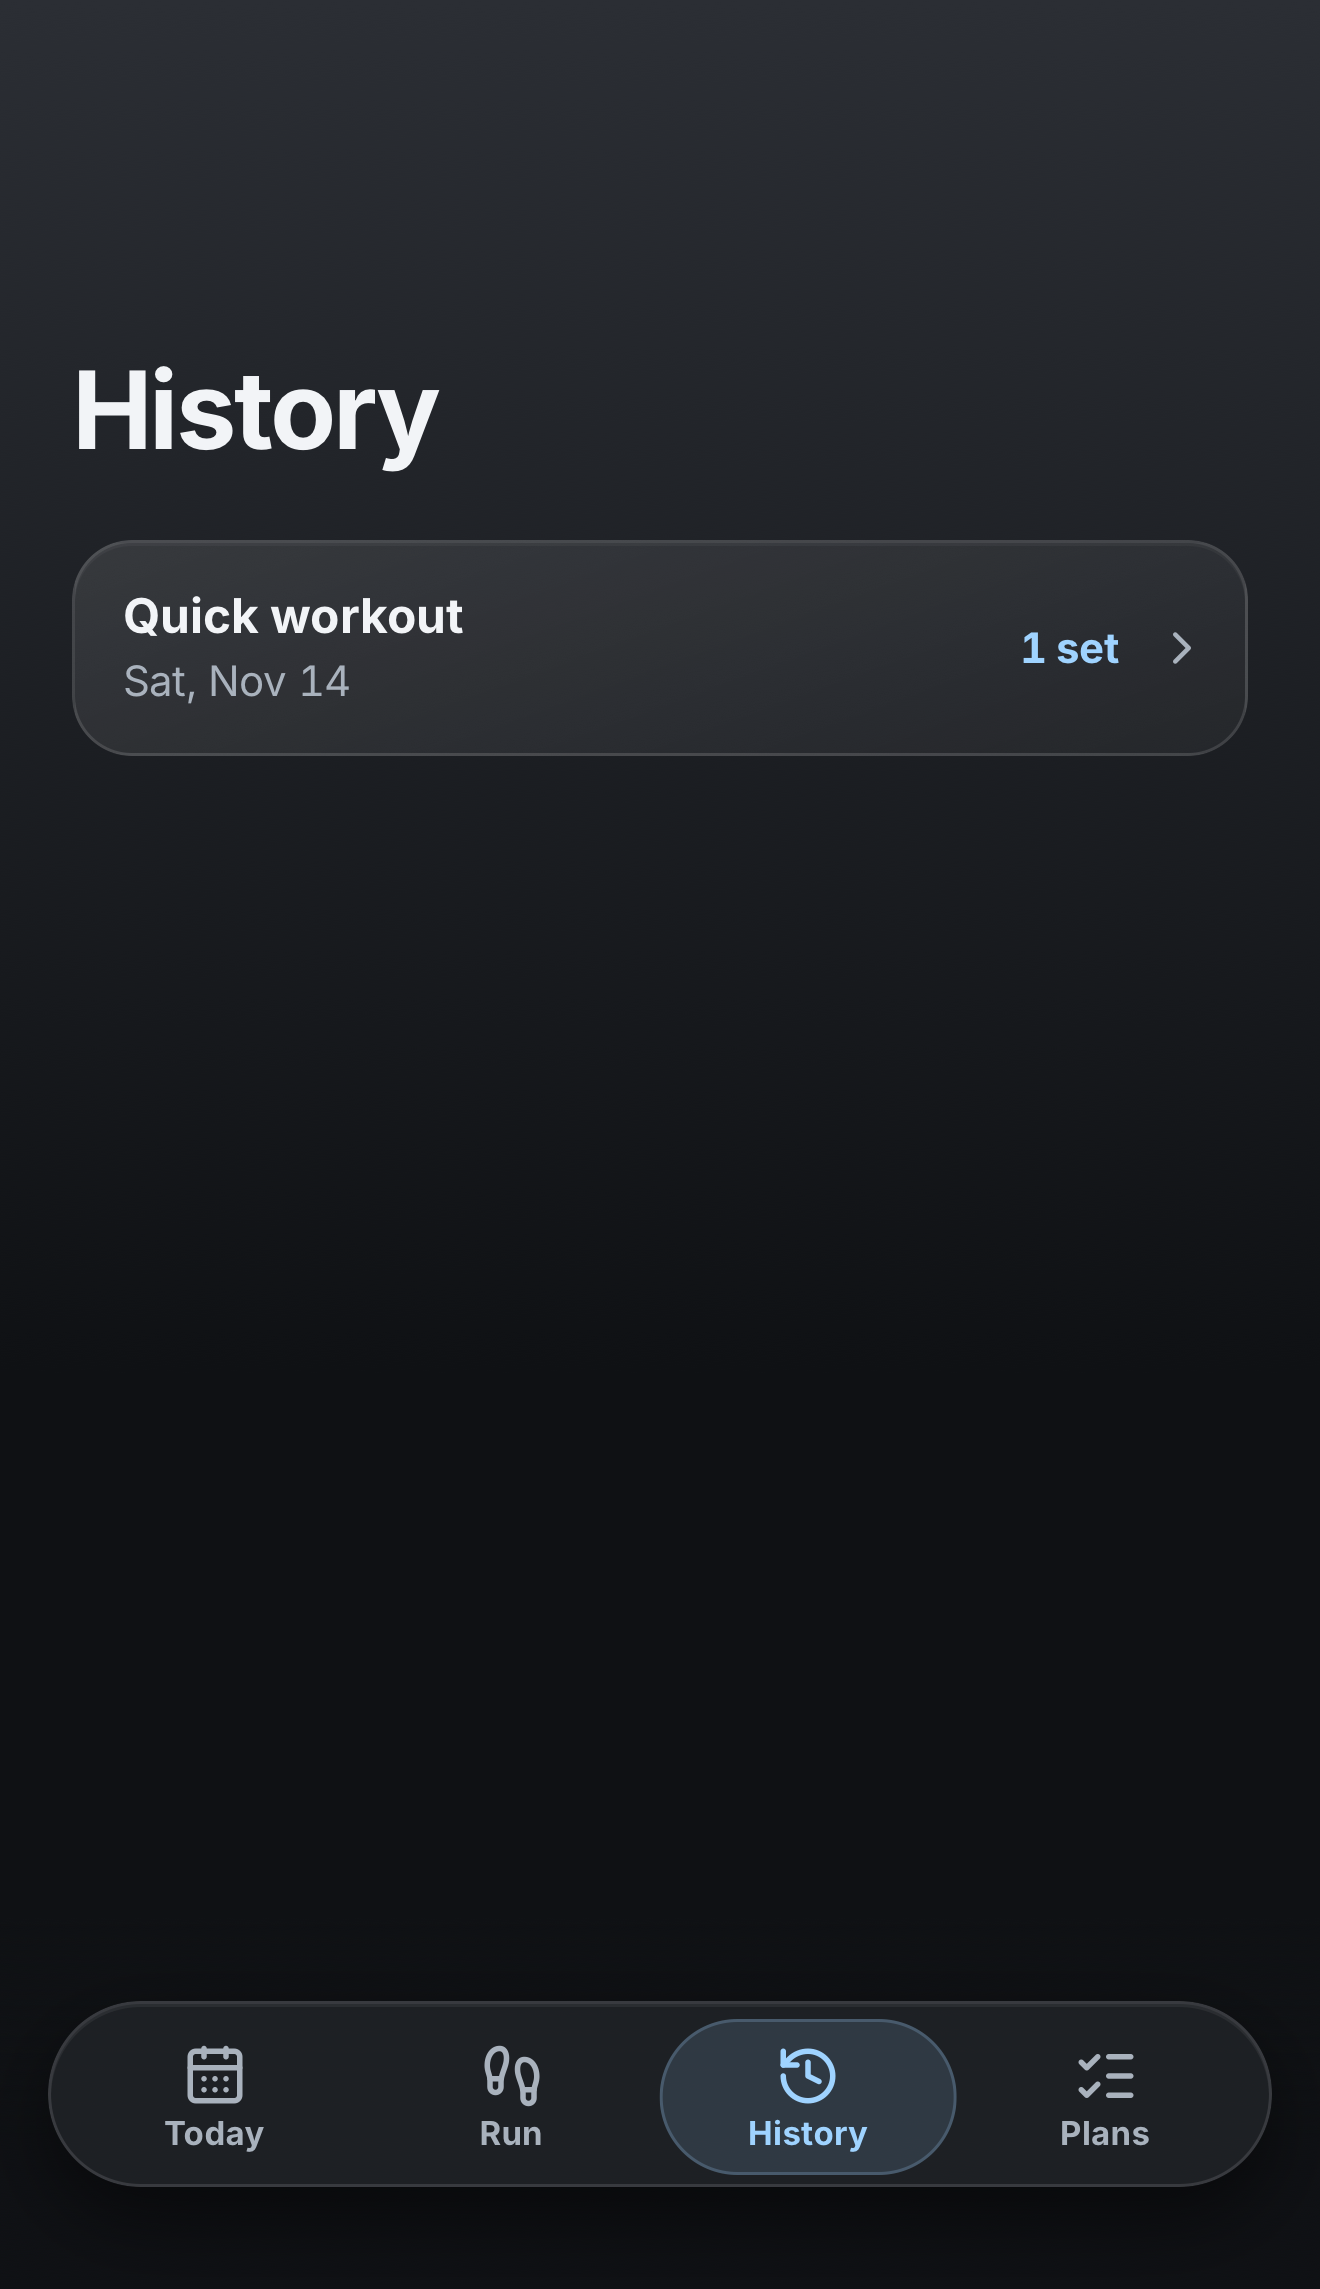 History
Quick workout
Sat, Nov 14
1 set
Today
Run
History
Plans